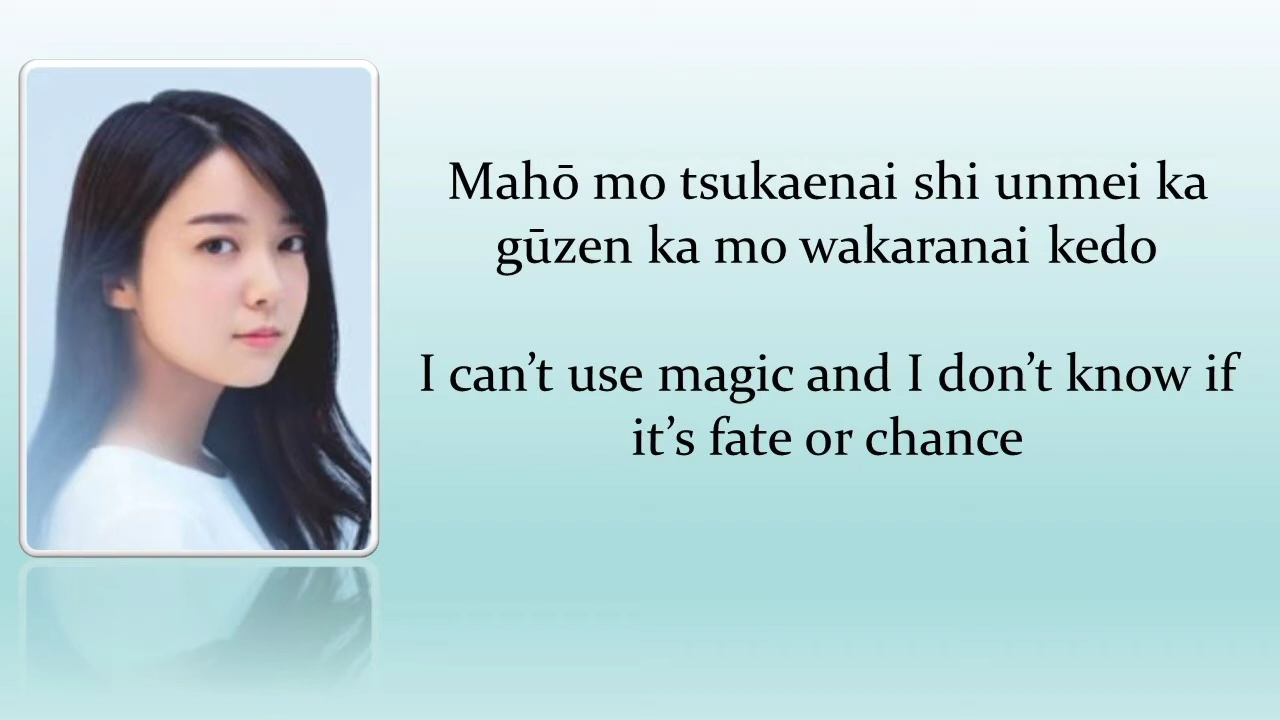 Mahō mo tsukaenai shi unmei ka
gūzen ka mo wakaranai kedo
I can’t use magic and I don’t know if
it’s fate or chance